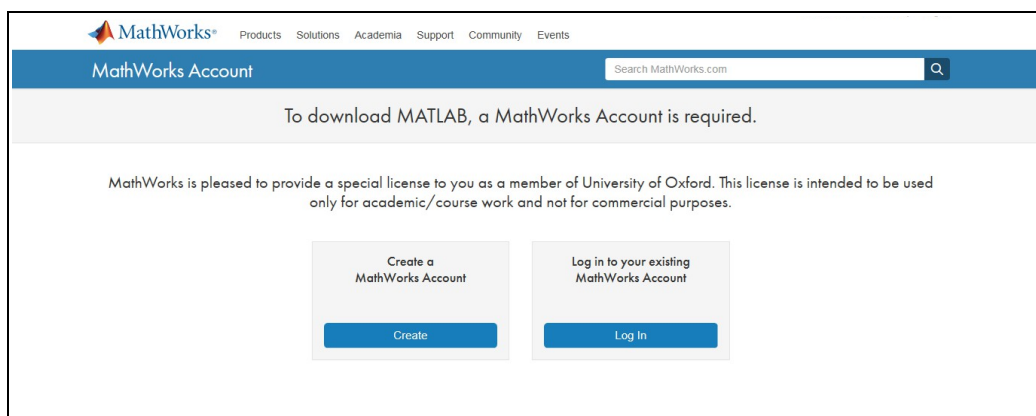 MathWorks® Products Solutions Academia Support Community Events
MathWorks Account Search MathWorks.com
To download MATLAB, a MathWorks Account is required.
MathWorks is pleased to provide a special license to you as a member of University of Oxford. This license is intended to be used
only for academic/course work and not for commercial purposes.
Create a
MathWorks Account
Create
Log in to your existing
MathWorks Account
Log In